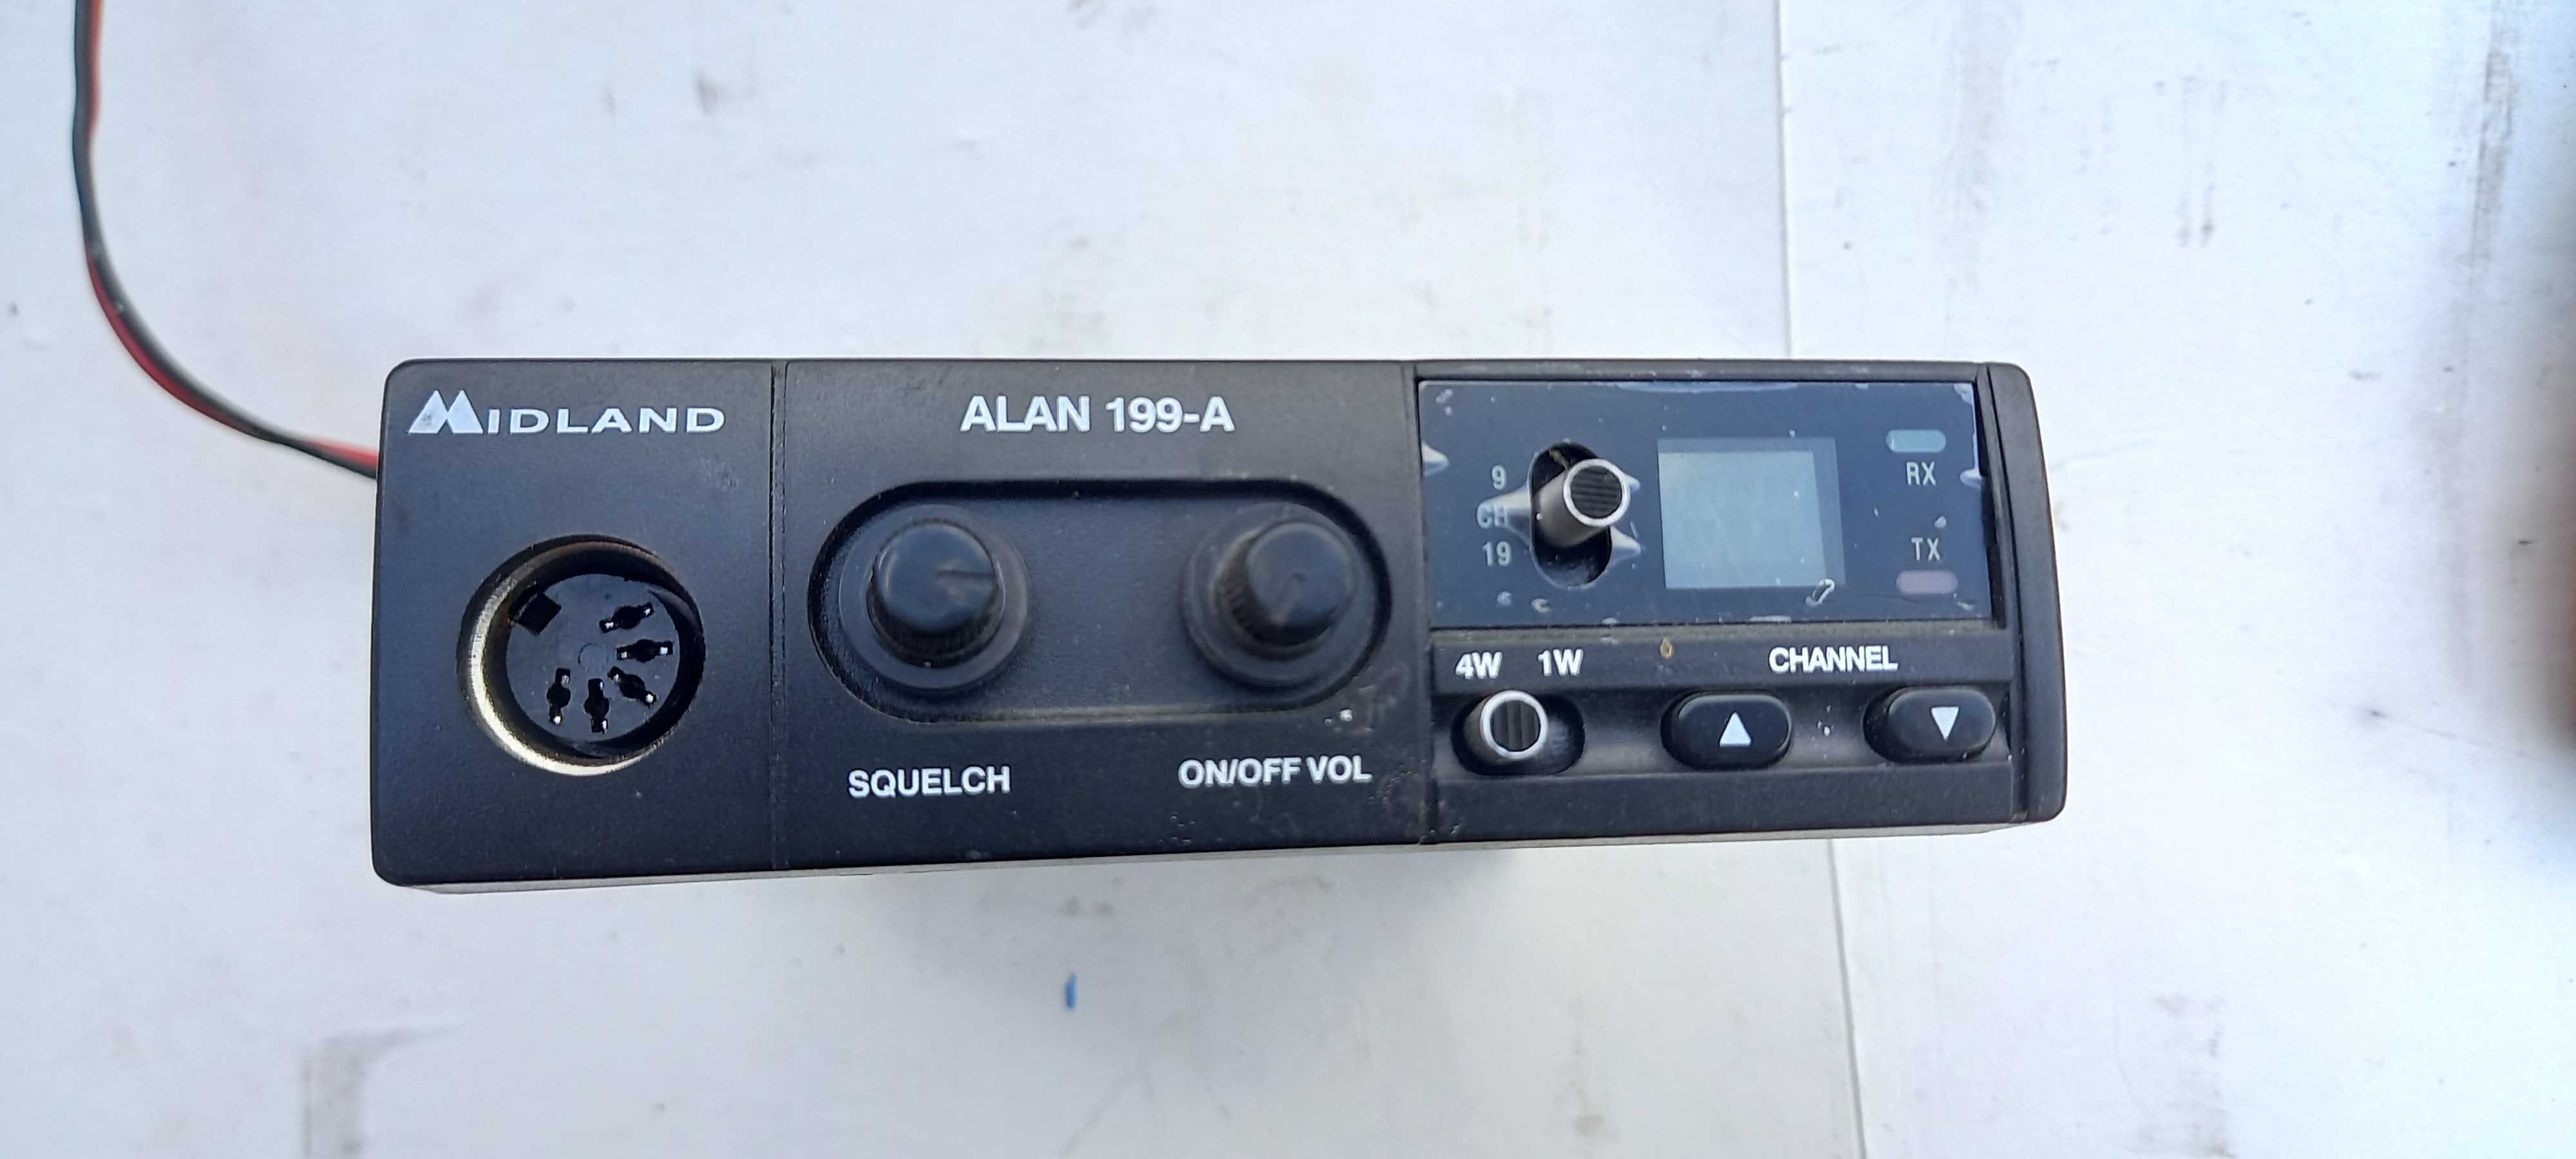 MIDLAND
ALAN 199-A
SQUELCH
ON/OFF VOL
9
CH
19
RX
TX
4W 1W
CHANNEL